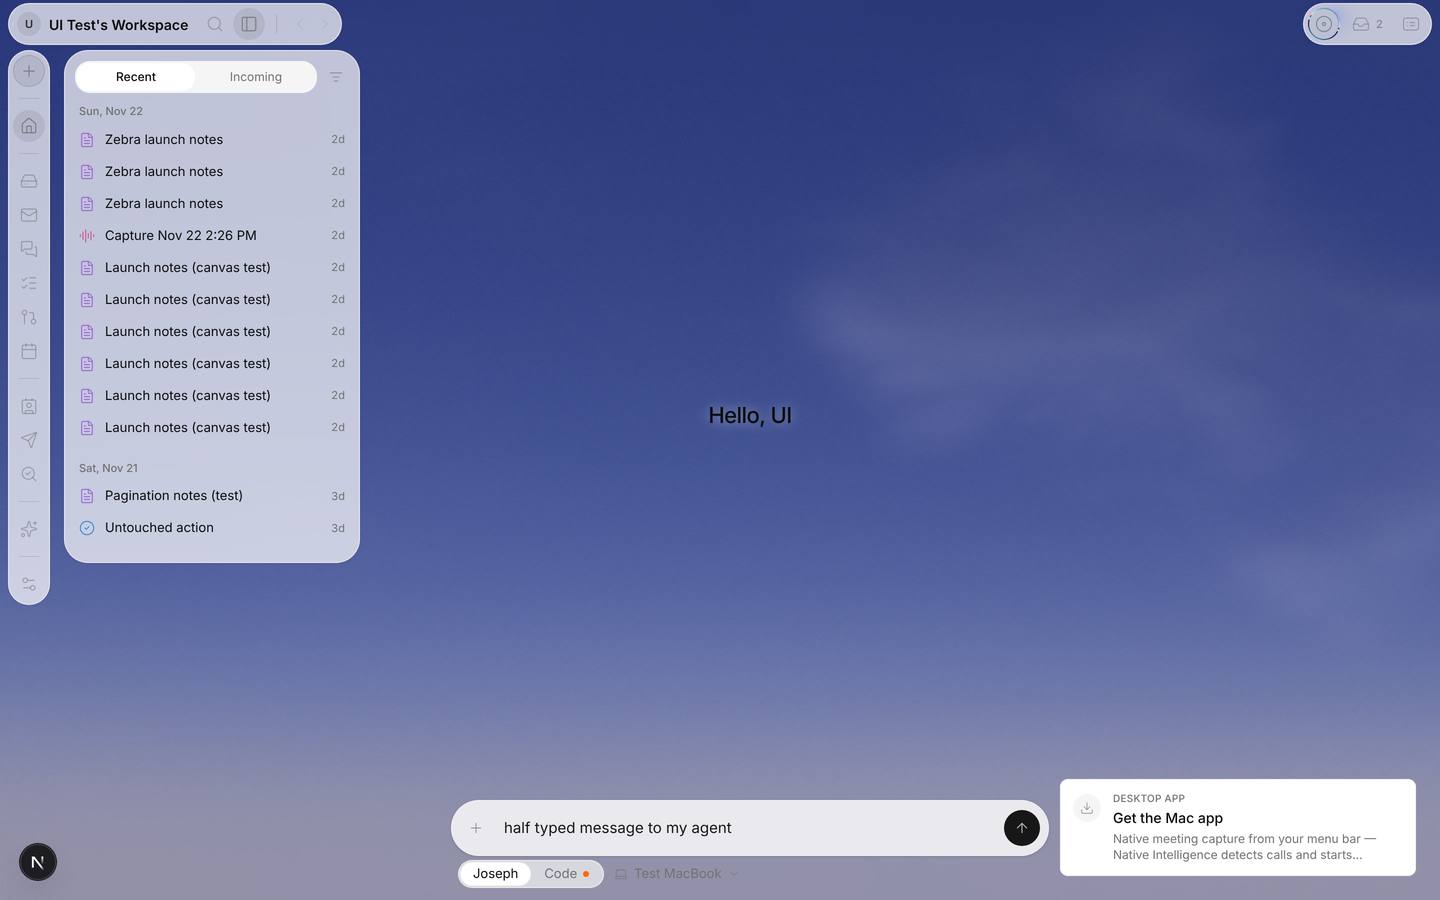 U UI Test's Workspace
2
Recent Incoming
Sun, Nov 22
Zebra launch notes 2d
Zebra launch notes 2d
Zebra launch notes 2d
Capture Nov 22 2:26 PM 2d
Launch notes (canvas test) 2d
Launch notes (canvas test) 2d
Launch notes (canvas test) 2d
Launch notes (canvas test) 2d
Launch notes (canvas test) 2d
Launch notes (canvas test) 2d
Sat, Nov 21
Pagination notes (test) 3d
Untouched action 3d
Hello, UI
half typed message to my agent
Joseph Code Test MacBook
DESKTOP APP
Get the Mac app
Native meeting capture from your menu bar —
Native Intelligence detects calls and starts...
N